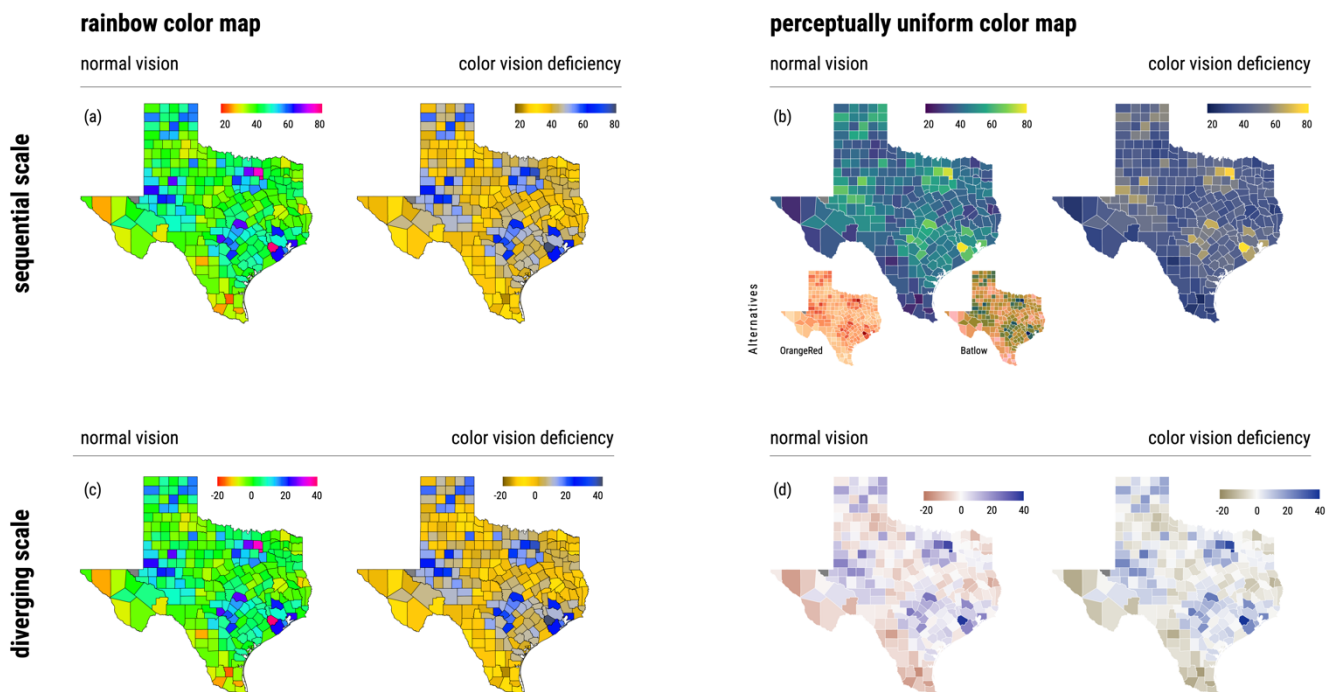 rainbow color map
perceptually uniform color map
normal vision color vision deficiency
normal vision color vision deficiency
sequential scale
(a)
20 40 60 80
20 40 60 80
(b)
20 40 60 80
20 40 60 80
Alternatives
OrangeRed
Batlow
normal vision color vision deficiency
normal vision color vision deficiency
diverging scale
(c)
-20 0 20 40
-20 0 20 40
(d)
-20 0 20 40
-20 0 20 40